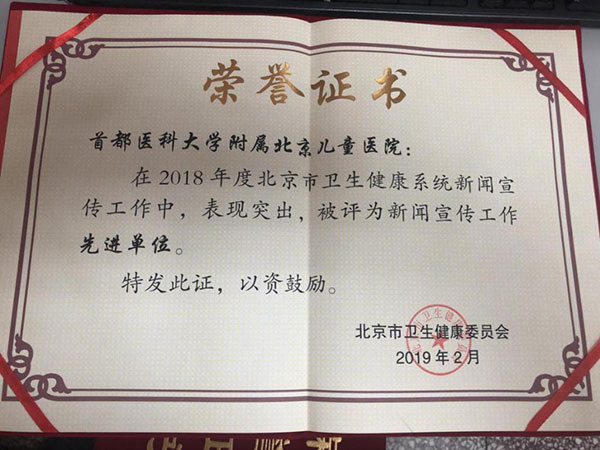 荣誉证书
首都医科大学附属北京儿童医院：
在2018年度北京市卫生健康系统新闻宣
传工作中，表现突出，被评为新闻宣传工作
先进单位。
特发此证，以资鼓励。
北京市卫生健康委员会
2019年2月